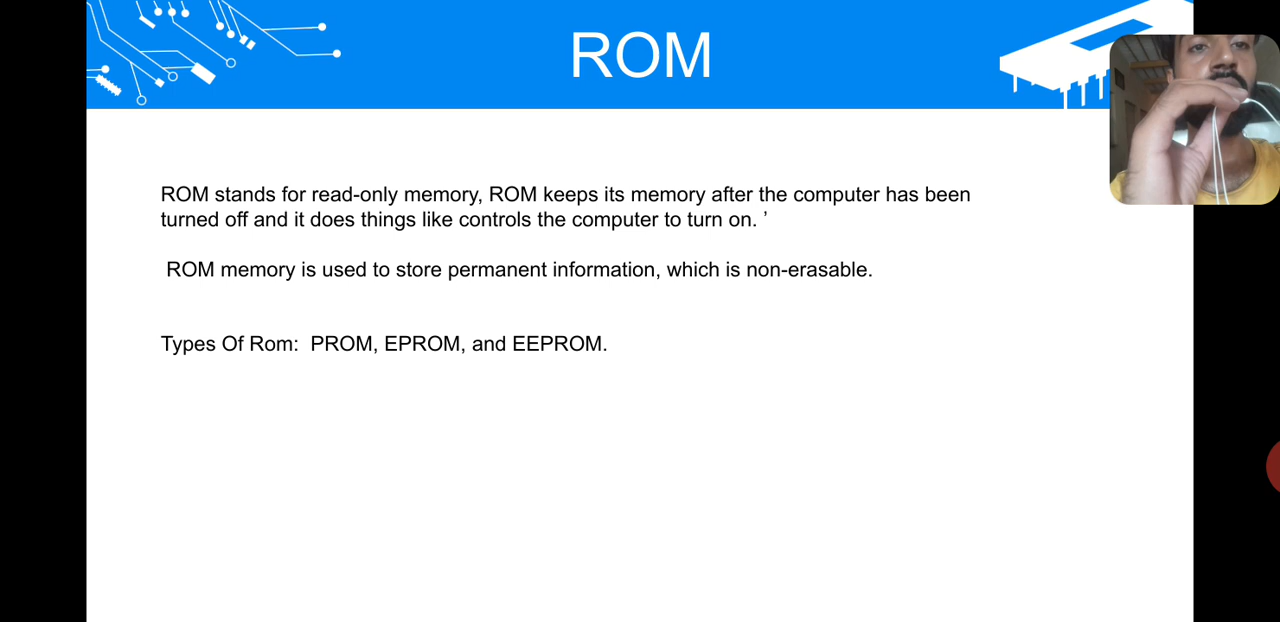 ROM
ROM stands for read-only memory, ROM keeps its memory after the computer has been
turned off and it does things like controls the computer to turn on. ’
ROM memory is used to store permanent information, which is non-erasable.
Types Of Rom:  PROM, EPROM, and EEPROM.